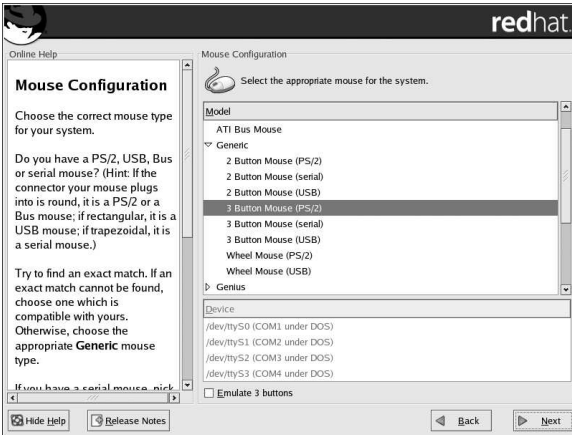 redhat.
Online Help
Mouse Configuration
Choose the correct mouse type
for your system.
Do you have a PS/2, USB, Bus
or serial mouse? (Hint: If the
connector your mouse plugs
into is round, it is a PS/2 or a
Bus mouse; if rectangular, it is a
USB mouse; if trapezoidal, it is
a serial mouse.)
Try to find an exact match. If an
exact match cannot be found,
choose one which is
compatible with yours.
Otherwise, choose the
appropriate Generic mouse
type.
If you have a serial mouse, pick
Mouse Configuration
Select the appropriate mouse for the system.
Model
ATI Bus Mouse
Generic
2 Button Mouse (PS/2)
2 Button Mouse (serial)
2 Button Mouse (USB)
3 Button Mouse (PS/2)
3 Button Mouse (serial)
3 Button Mouse (USB)
Wheel Mouse (PS/2)
Wheel Mouse (USB)
Genius
Device
/dev/ttyS0 (COM1 under DOS)
/dev/ttyS1 (COM2 under DOS)
/dev/ttyS2 (COM3 under DOS)
/dev/ttyS3 (COM4 under DOS)
Emulate 3 buttons
Hide Help
Release Notes
Back
Next